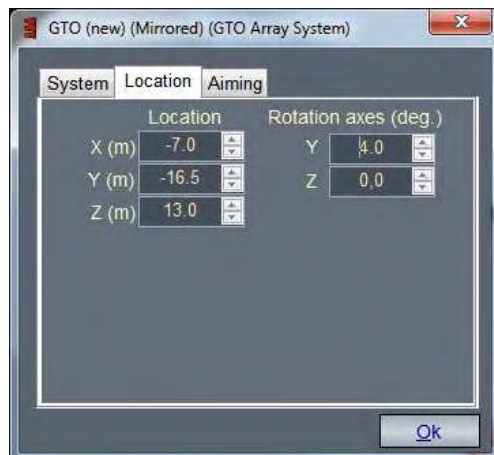 GTO (new) (Mirrored) (GTO Array System)
System Location Aiming
Location Rotation axes (deg.)
X (m) -7.0 Y 4.0
Y (m) -16.5 Z 0,0
Z (m) 13.0
Ok